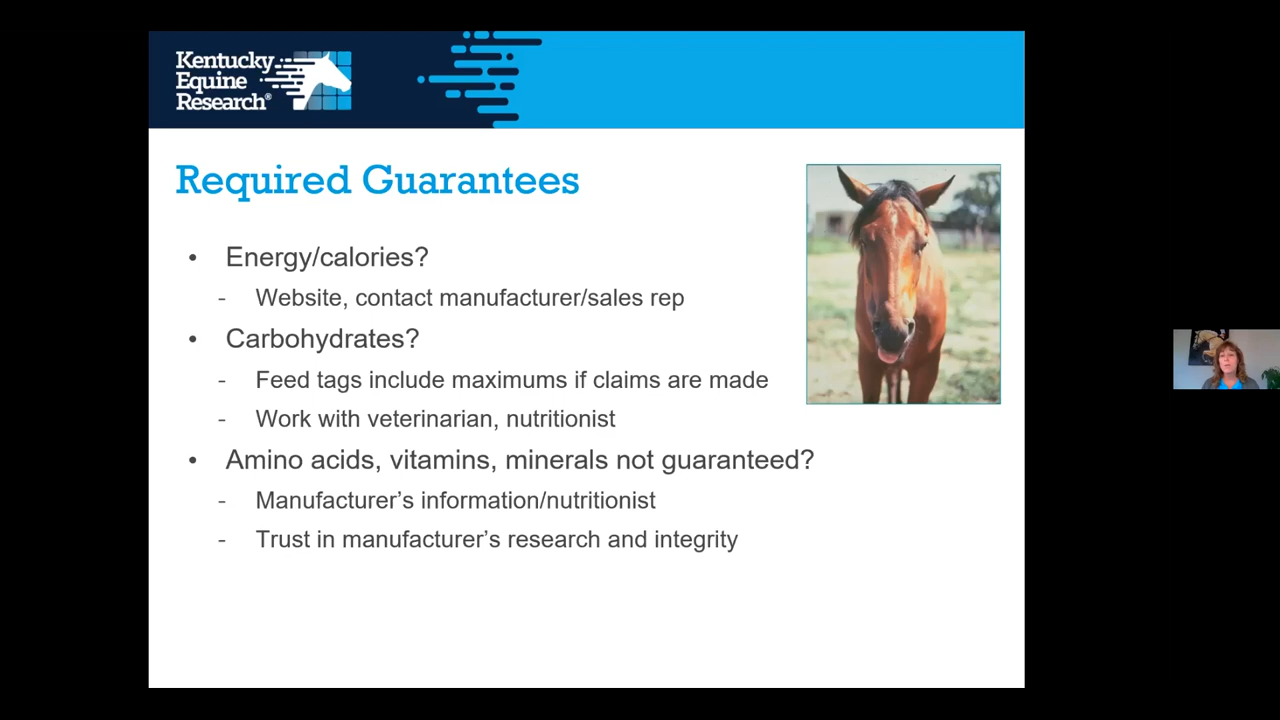 Kentucky
Equine
Research®
Required Guarantees
• Energy/calories?
- Website, contact manufacturer/sales rep
• Carbohydrates?
- Feed tags include maximums if claims are made
- Work with veterinarian, nutritionist
• Amino acids, vitamins, minerals not guaranteed?
- Manufacturer’s information/nutritionist
- Trust in manufacturer’s research and integrity